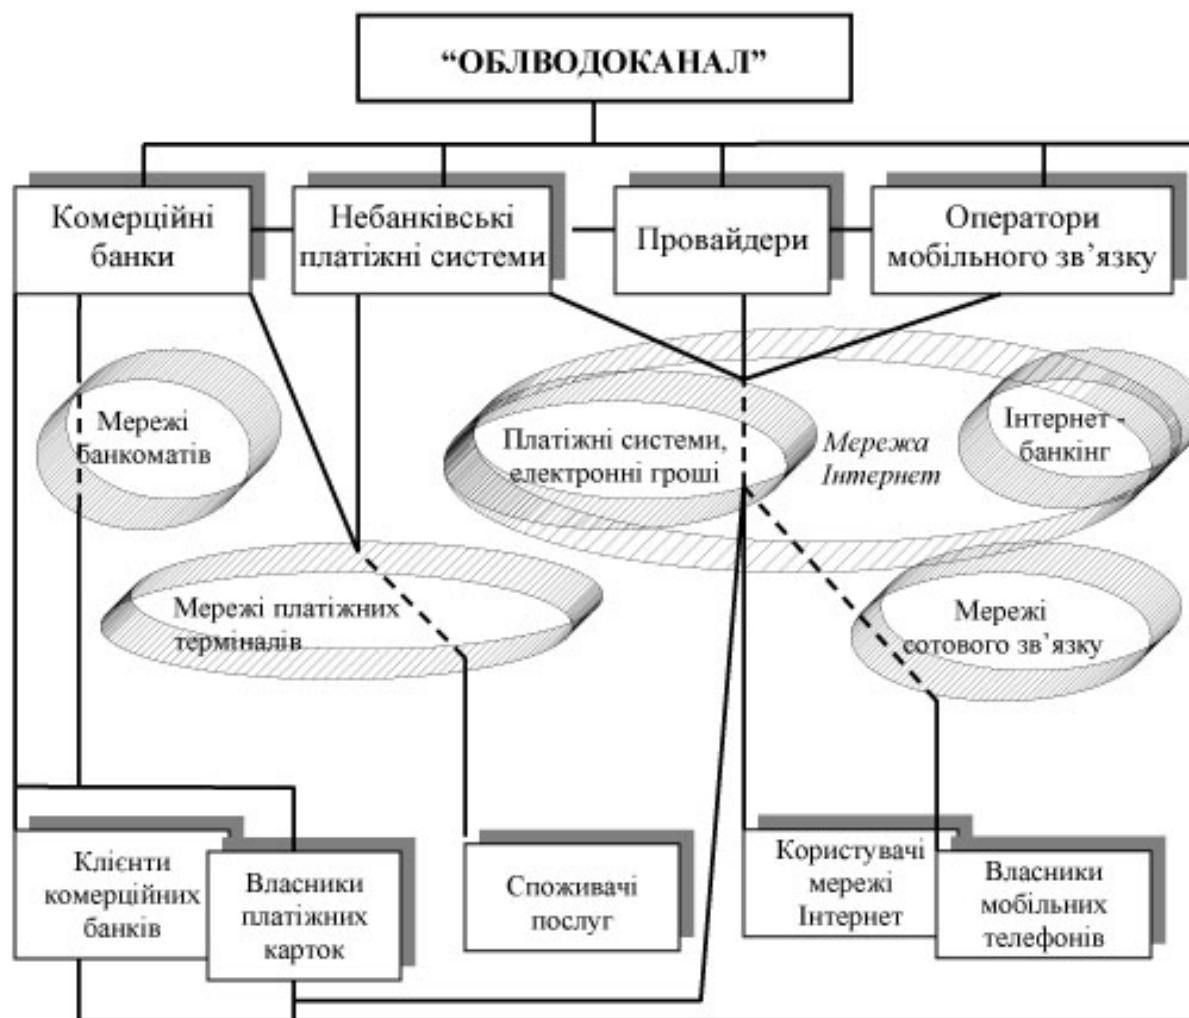 “ОБЛВОДОКАНАЛ”
Комерційні
банки
Небанківські
платіжні системи
Провайдери
Оператори
мобільного зв’язку
Мережі
банкоматів
Платіжні системи,
електронні гроші
Мережа
Інтернет
Інтернет -
банкінг
Мережі платіжних
терміналів
Мережі
сотового зв’язку
Клієнти
комерційних
банків
Власники
платіжних
карток
Споживачі
послуг
Користувачі
мережі
Інтернет
Власники
мобільних
телефонів